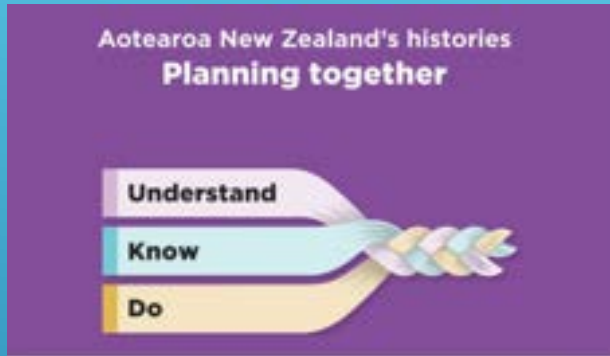 Aotearoa New Zealand's histories
Planning together
Understand
Know
Do